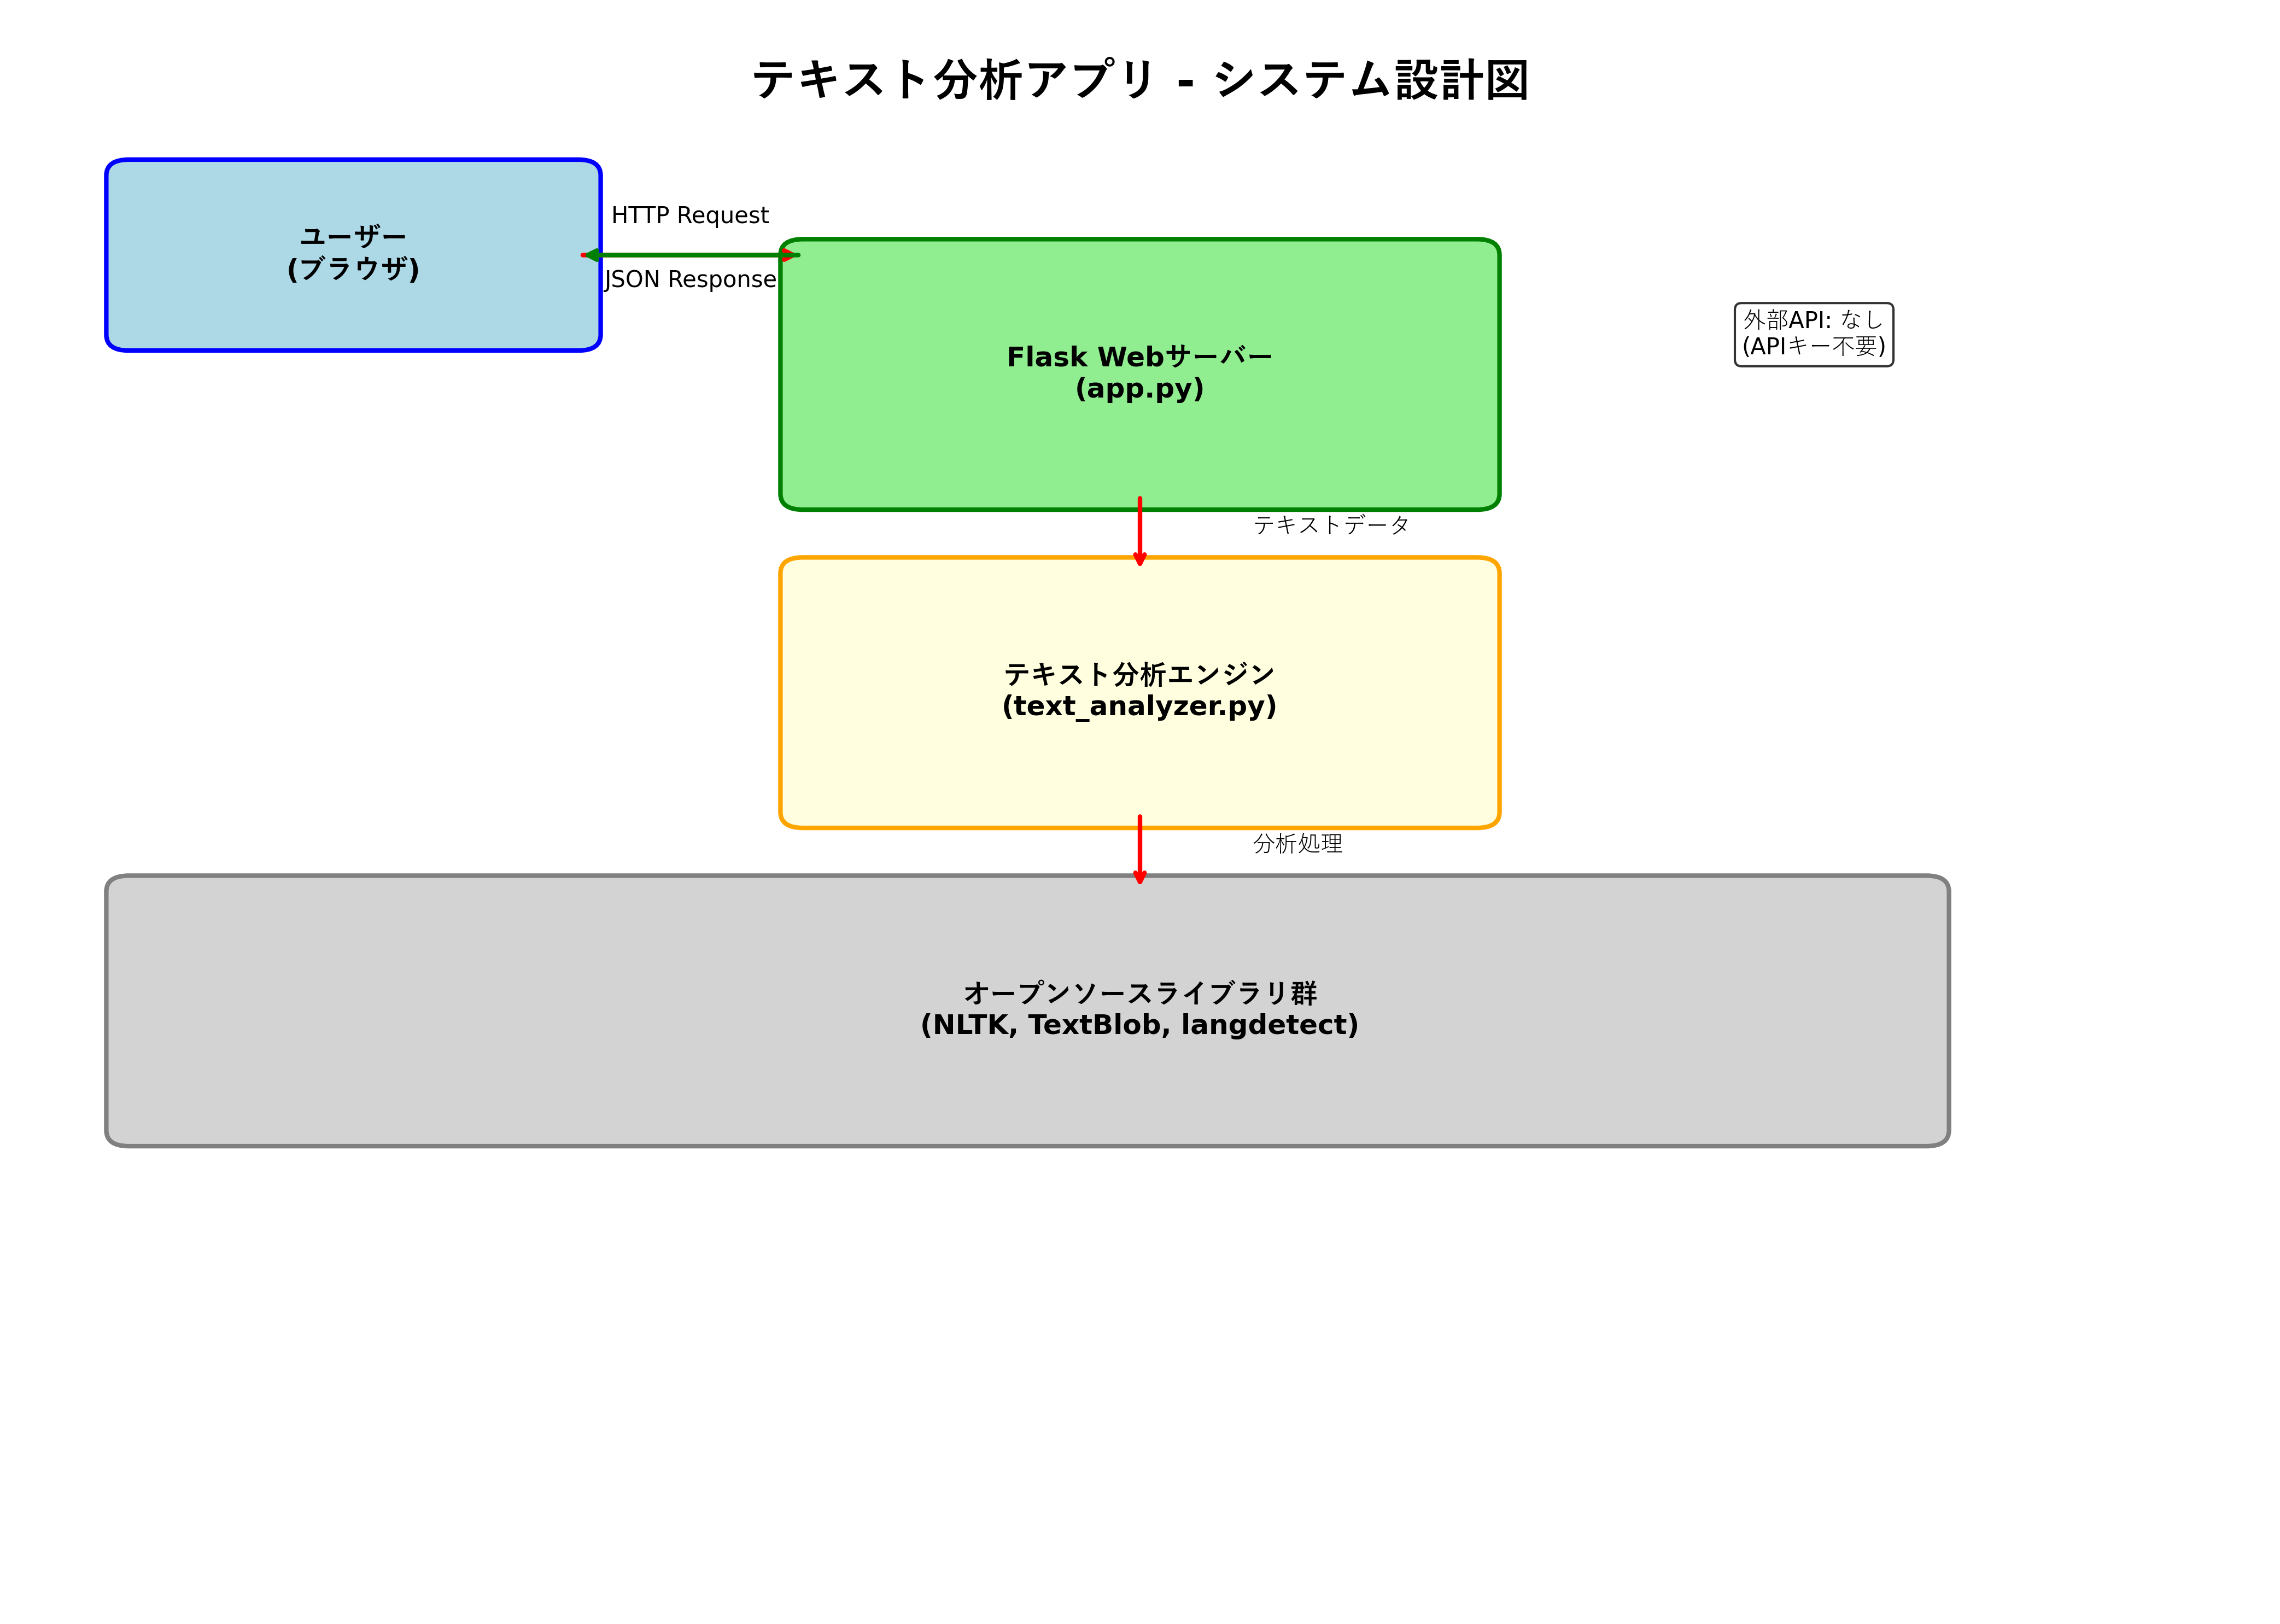 テキスト分析アプリ - システム設計図
ユーザー
(ブラウザ)
HTTP Request
JSON Response
Flask Webサーバー
(app.py)
外部API: なし
(APIキー不要)
テキストデータ
テキスト分析エンジン
(text_analyzer.py)
分析処理
オープンソースライブラリ群
(NLTK, TextBlob, langdetect)